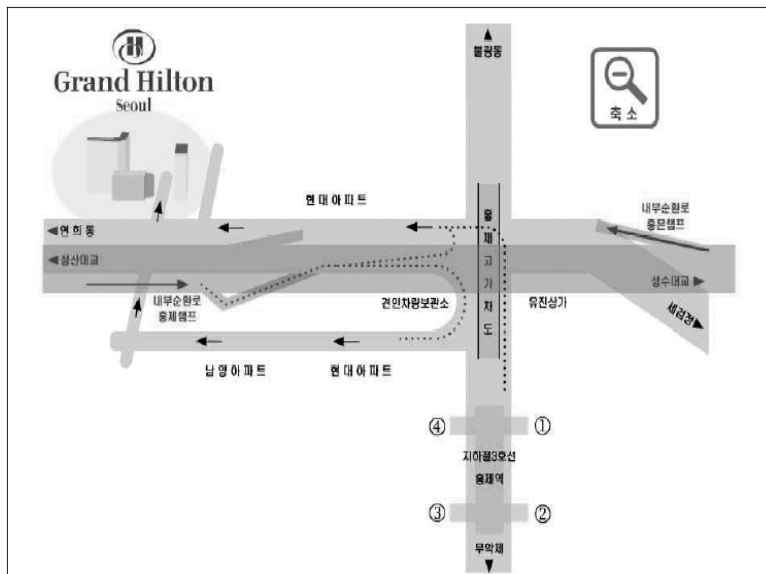 Grand Hilton
Seoul
불광동
축소
현대아파트
홍제고가차도
내부순환로
홍은램프
연희동
성산대교
성수대교
내부순환로
홍제램프
견인차량보관소
유진상가
세검정
남영아파트
현대아파트
④
①
지하철3호선
홍제역
③
②
무악재